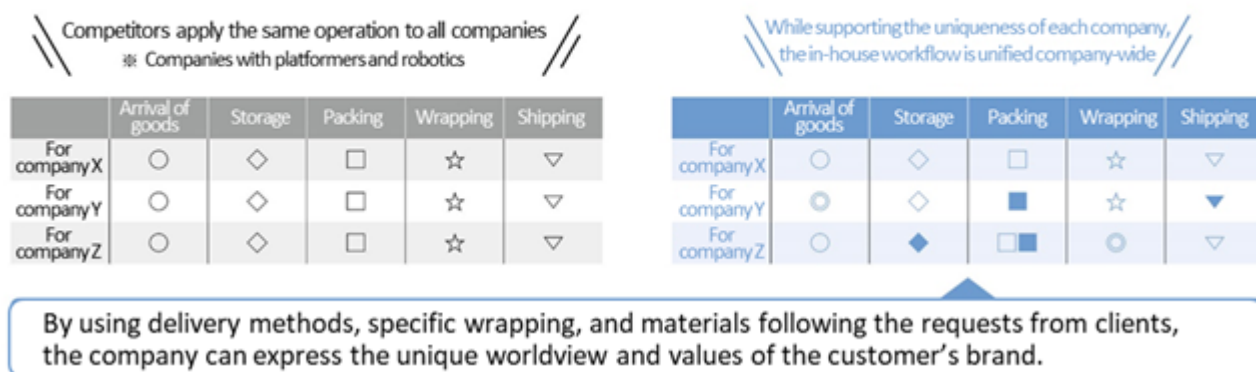 Competitors apply the same operation to all companies
※ Companies with platformers and robotics
While supporting the uniqueness of each company,
the in-house workflow is unified company-wide
Arrival of goods Storage Packing Wrapping Shipping
For company X ○ ◇ □ ☆ ▽
For company Y ○ ◇ □ ☆ ▽
For company Z ○ ◇ □ ☆ ▽
Arrival of goods Storage Packing Wrapping Shipping
For company X ○ ◇ □ ☆ ▽
For company Y ◎ ◇ ■ ☆ ▼
For company Z ○ ◆ □■ ◎ ▽
By using delivery methods, specific wrapping, and materials following the requests from clients,
the company can express the unique worldview and values of the customer's brand.